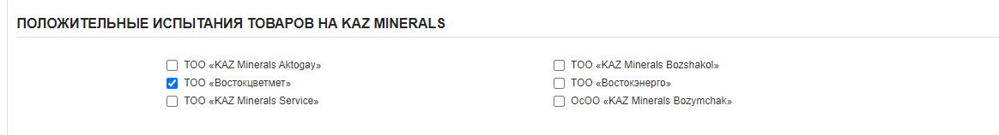 ПОЛОЖИТЕЛЬНЫЕ ИСПЫТАНИЯ ТОВАРОВ НА KAZ MINERALS
ТОО «KAZ Minerals Aktogay»
ТОО «KAZ Minerals Bozshakol»
ТОО «Востокцветмет»
ТОО «Востокэнерго»
ТОО «KAZ Minerals Service»
ОсОО «KAZ Minerals Bozymchak»